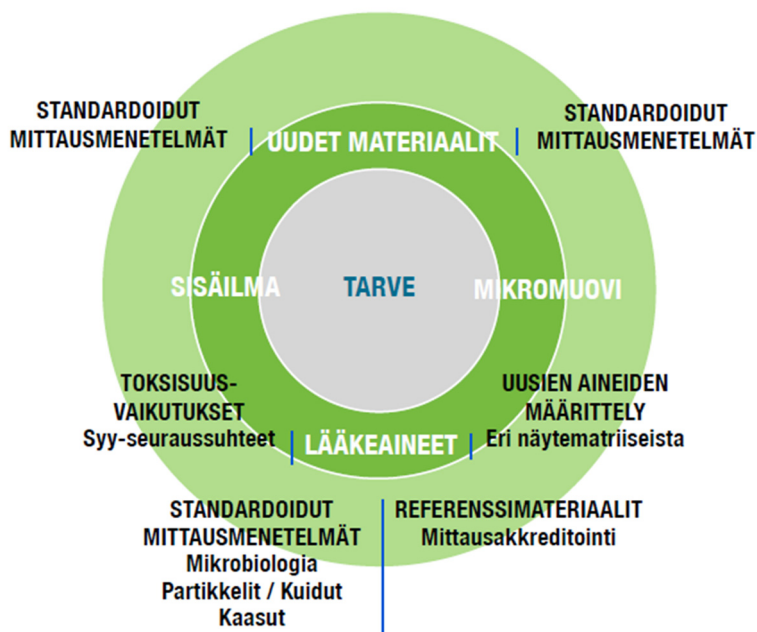 STANDARDOIDUT
MITTAUSMENETELMÄT
UUDET MATERIAALIT
STANDARDOIDUT
MITTAUSMENETELMÄT
SISÄILMA
TARVE
MIKROMUOVI
TOKSISUUS-
VAIKUTUKSET
Syy-seuraussuhteet
LÄÄKEAINEET
UUSIEN AINEIDEN
MÄÄRITTELY
Eri näytematriiseista
STANDARDOIDUT
MITTAUSMENETELMÄT
Mikrobiologia
Partikkelit / Kuidut
Kaasut
REFERENSSIMATERIAALIT
Mittausakkreditointi